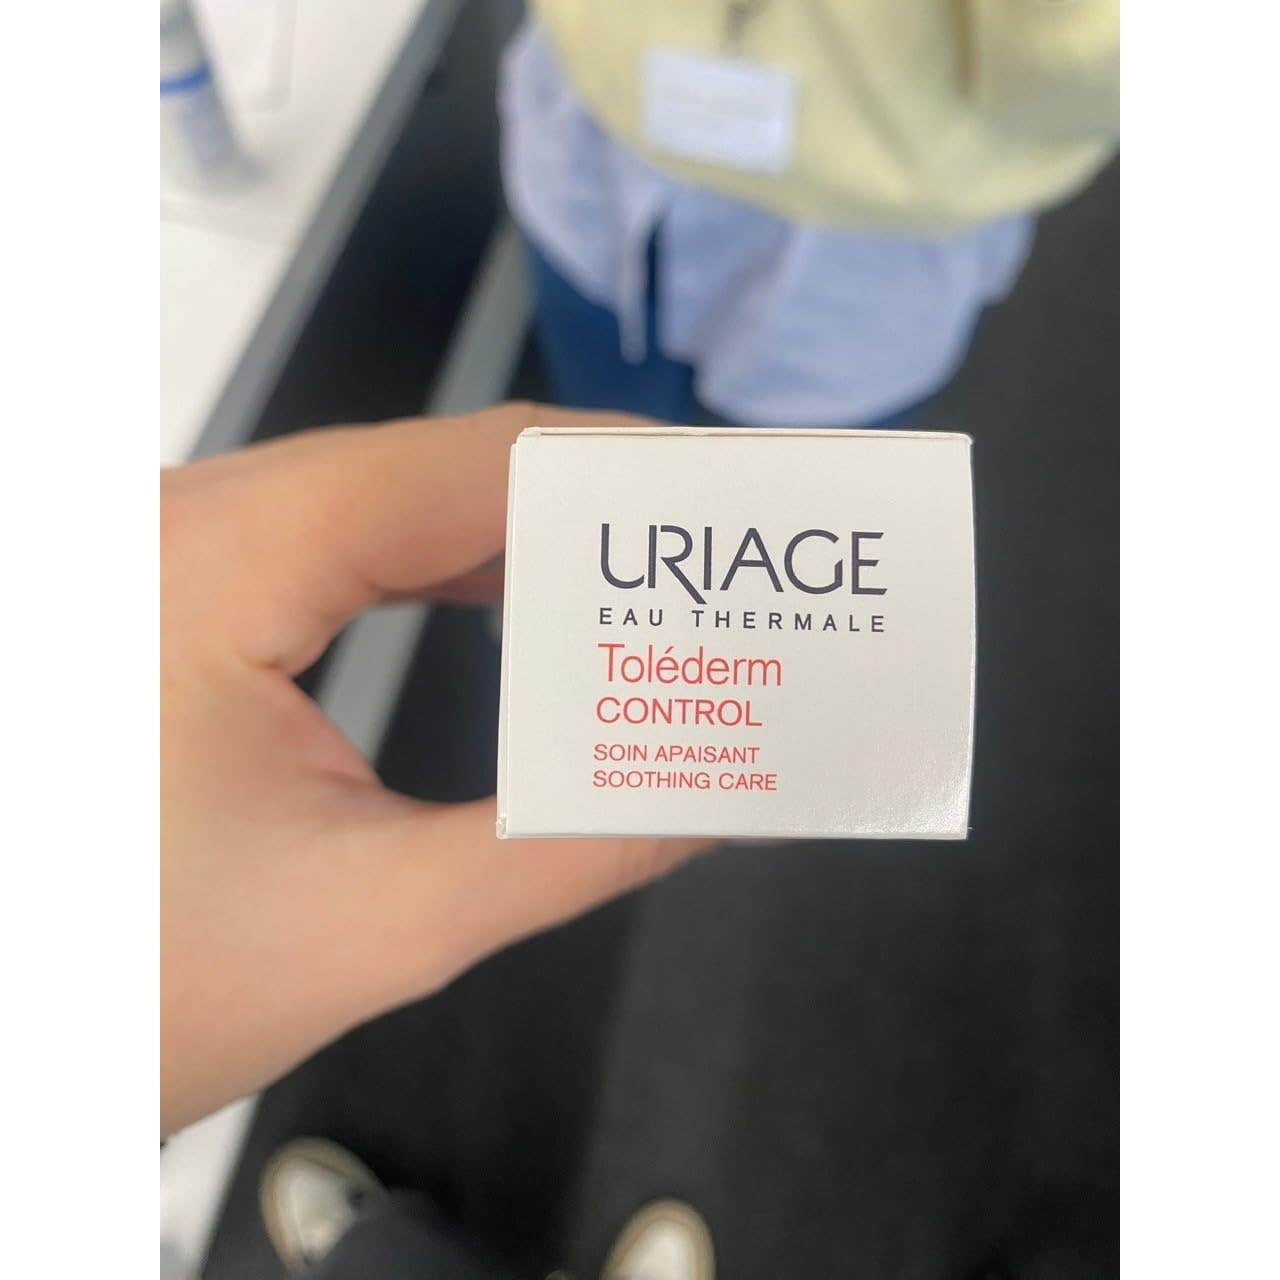 URIAGE
EAU THERMALE
Toléderm
CONTROL
SOIN APAISANT
SOOTHING CARE